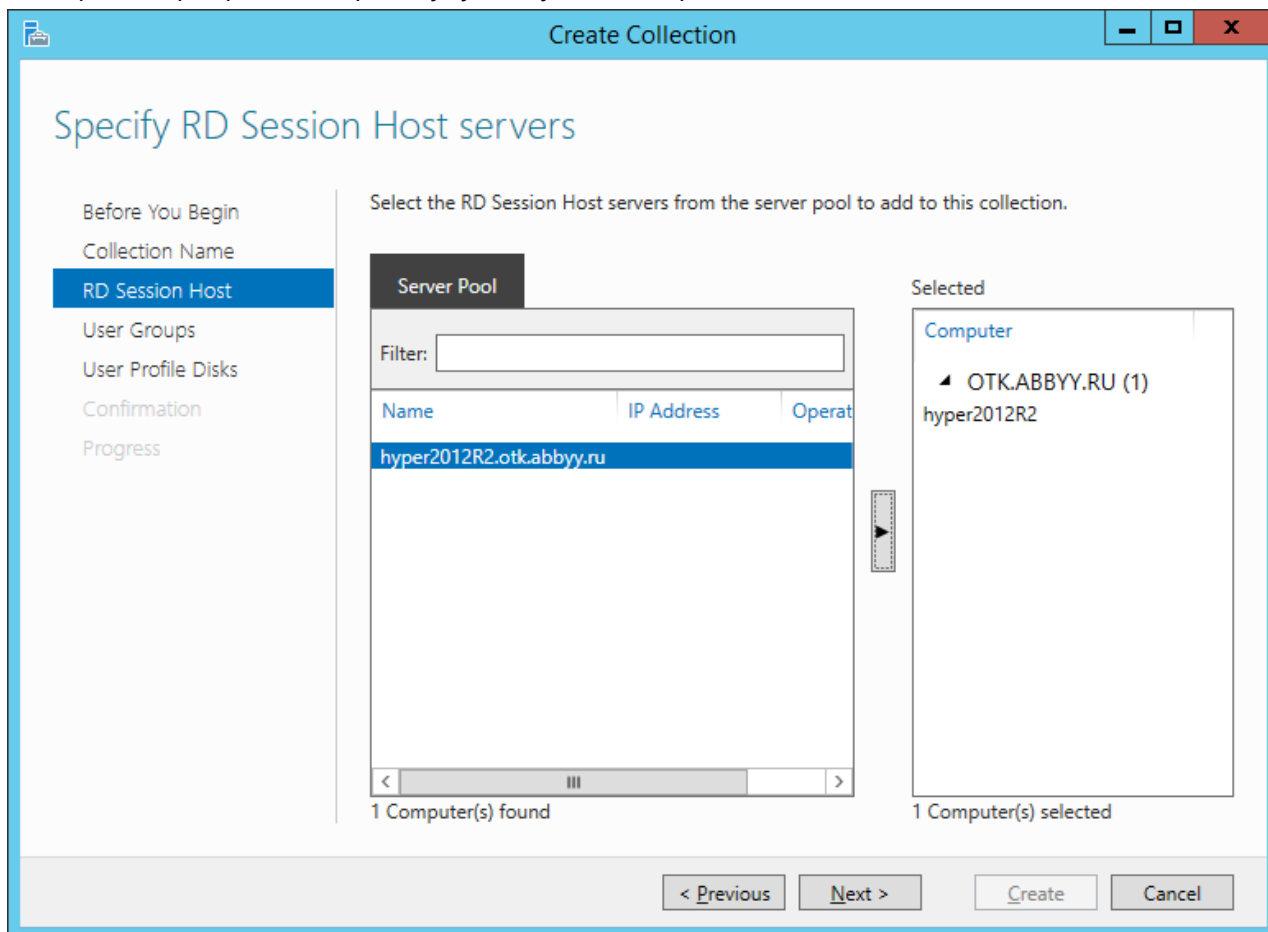 Create Collection
Specify RD Session Host servers
Before You Begin
Collection Name
RD Session Host
User Groups
User Profile Disks
Confirmation
Progress
Select the RD Session Host servers from the server pool to add to this collection.
Server Pool
Filter:
Name IP Address Operat
hyper2012R2.otk.abbyy.ru
1 Computer(s) found
Selected
Computer
OTK.ABBYY.RU (1)
hyper2012R2
1 Computer(s) selected
< Previous Next > Create Cancel